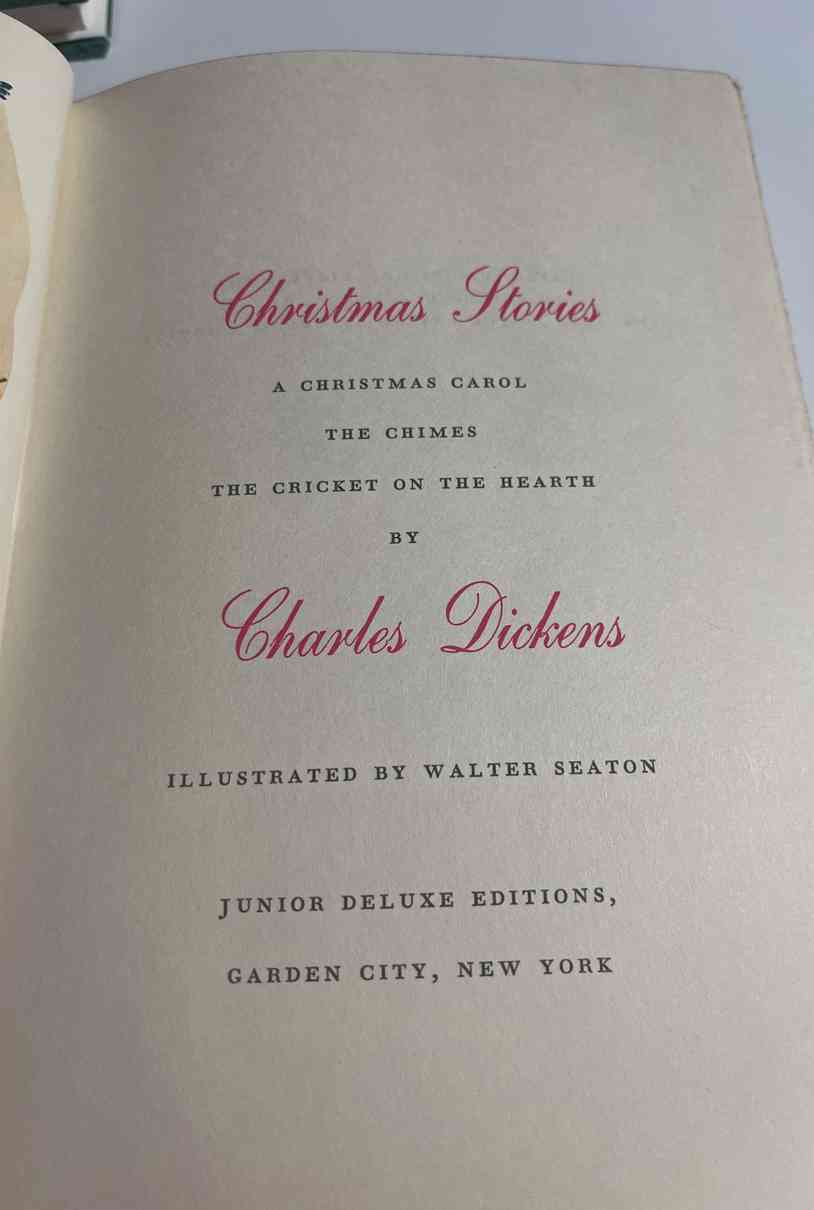 Christmas Stories
A CHRISTMAS CAROL
THE CHIMES
THE CRICKET ON THE HEARTH
BY
Charles Dickens
ILLUSTRATED BY WALTER SEATON
JUNIOR DELUXE EDITIONS,
GARDEN CITY, NEW YORK